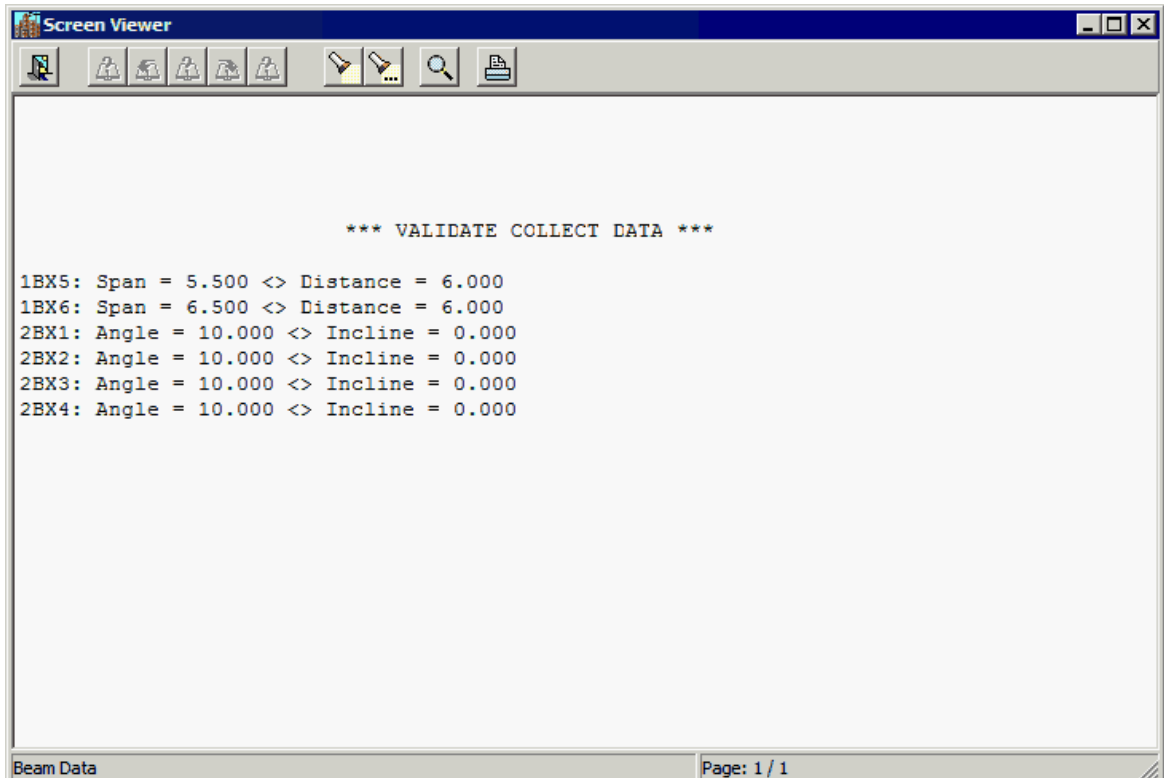 Screen Viewer
*** VALIDATE COLLECT DATA ***
1BX5: Span = 5.500 <> Distance = 6.000
1BX6: Span = 6.500 <> Distance = 6.000
2BX1: Angle = 10.000 <> Incline = 0.000
2BX2: Angle = 10.000 <> Incline = 0.000
2BX3: Angle = 10.000 <> Incline = 0.000
2BX4: Angle = 10.000 <> Incline = 0.000
Beam Data
Page: 1 / 1